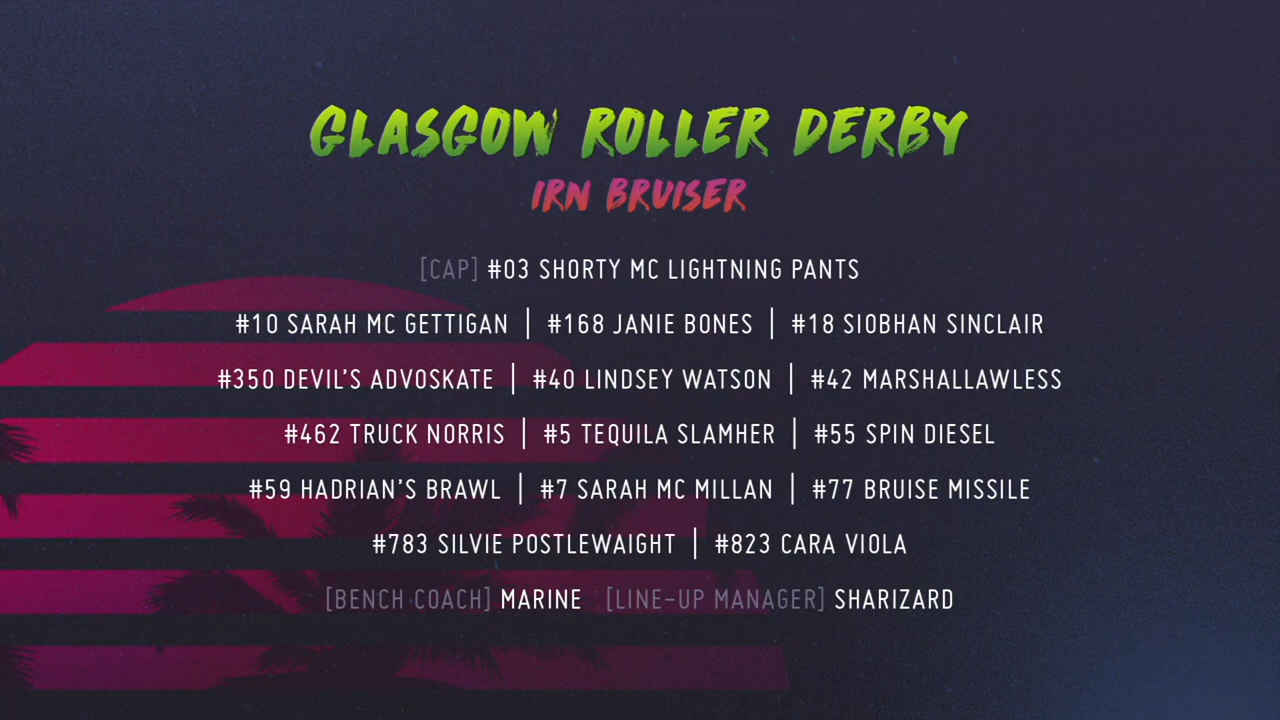 GLASGOW ROLLER DERBY
IRN BRUISER
[CAP] #03 SHORTY MC LIGHTNING PANTS
#10 SARAH MC GETTIGAN | #168 JANIE BONES | #18 SIOBHAN SINCLAIR
#350 DEVIL'S ADVOSKATE | #40 LINDSEY WATSON | #42 MARSHALLAWLESS
#462 TRUCK NORRIS | #5 TEQUILA SLAMHER | #55 SPIN DIESEL
#59 HADRIAN'S BRAWL | #7 SARAH MC MILLAN | #77 BRUISE MISSILE
#783 SILVIE POSTLEWAIGHT | #823 CARA VIOLA
[BENCH COACH] MARINE [LINE-UP MANAGER] SHARIZARD